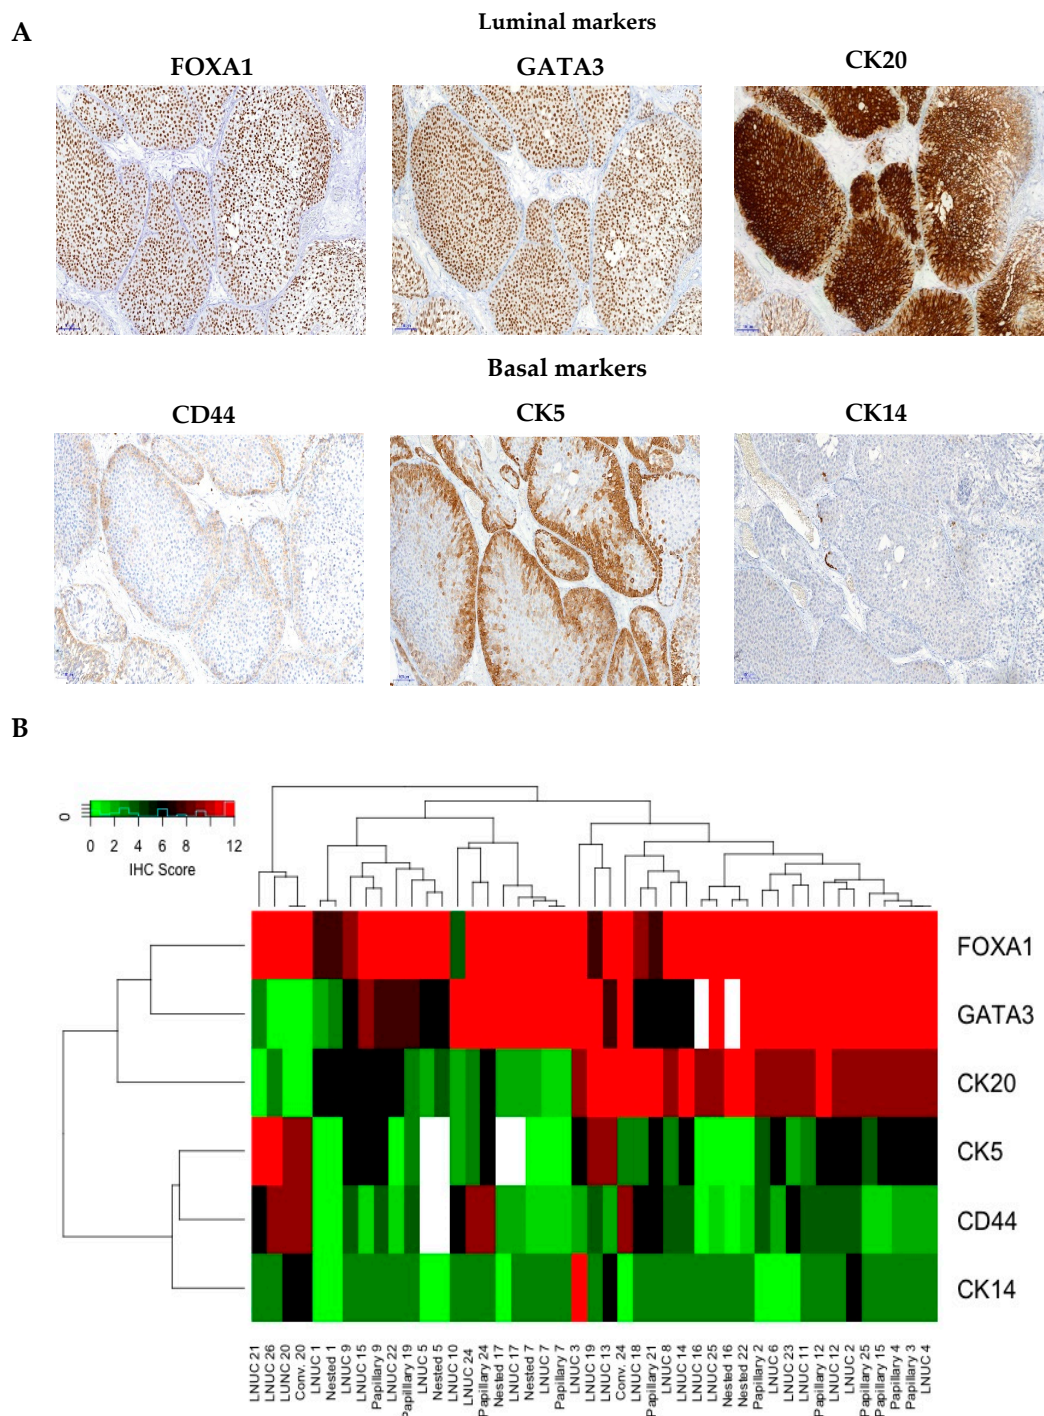 A
Luminal markers
FOXA1
GATA3
CK20
Basal markers
CD44
CK5
CK14
B
0
0 2 4 6 8 12
IHC Score
FOXA1
GATA3
CK20
CK5
CD44
CK14
LNUC 21
LNUC 26
LUNC 20
Conv. 20
LNUC 1
Nested 1
LNUC 9
LNUC 15
Papillary 9
LNUC 22
Papillary 19
LNUC 5
Nested 5
LNUC 10
LNUC 24
Papillary 24
Nested 17
LNUC 17
Nested 7
LNUC 7
Papillary 7
LNUC 3
LNUC 19
LNUC 13
Conv. 24
LNUC 18
Papillary 21
LNUC 8
LNUC 14
LNUC 16
LNUC 25
Nested 16
Nested 22
Papillary 2
LNUC 6
LNUC 23
LNUC 11
Papillary 12
LNUC 12
LNUC 2
Papillary 25
Papillary 15
Papillary 4
Papillary 3
LNUC 4